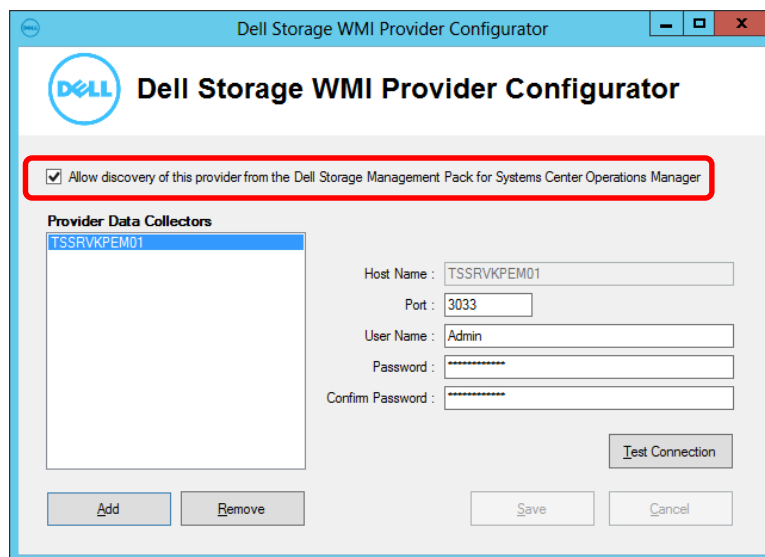 Dell Storage WMI Provider Configurator
DELL
Dell Storage WMI Provider Configurator
Allow discovery of this provider from the Dell Storage Management Pack for Systems Center Operations Manager
Provider Data Collectors
TSSRVKPEM01
Host Name : TSSRVKPEM01
Port : 3033
User Name : Admin
Password : ************
Confirm Password : ************
Test Connection
Add Remove Save Cancel